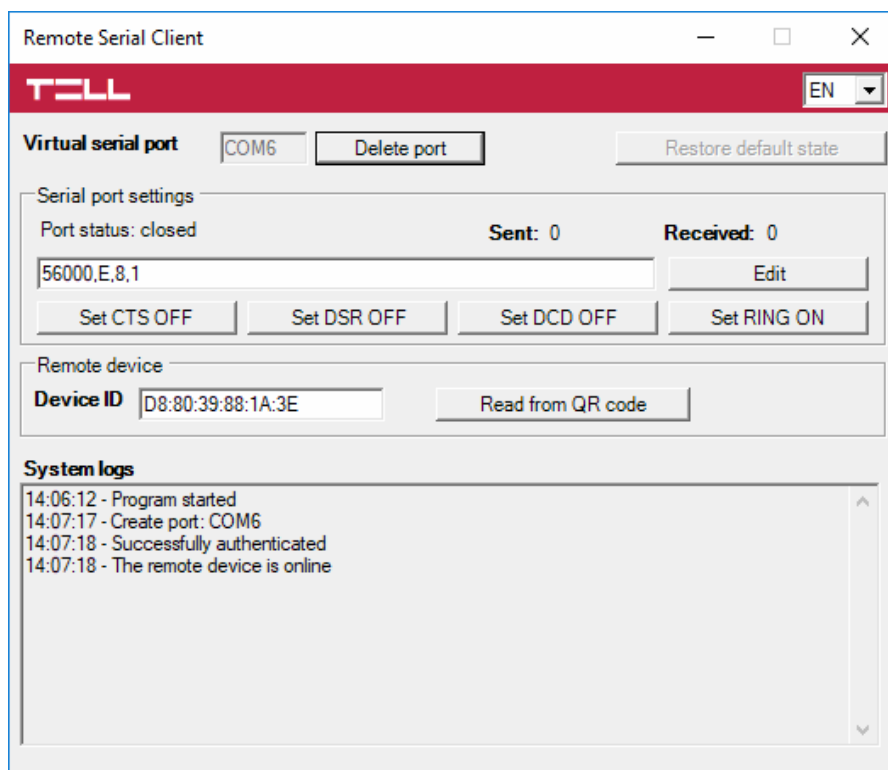 Remote Serial Client
TELL
EN
Virtual serial port COM6 Delete port Restore default state
Serial port settings
Port status: closed Sent: 0 Received: 0
56000,E,8,1 Edit
Set CTS OFF Set DSR OFF Set DCD OFF Set RING ON
Remote device
Device ID D8:80:39:88:1A:3E Read from QR code
System logs
14:06:12 - Program started
14:07:17 - Create port: COM6
14:07:18 - Successfully authenticated
14:07:18 - The remote device is online